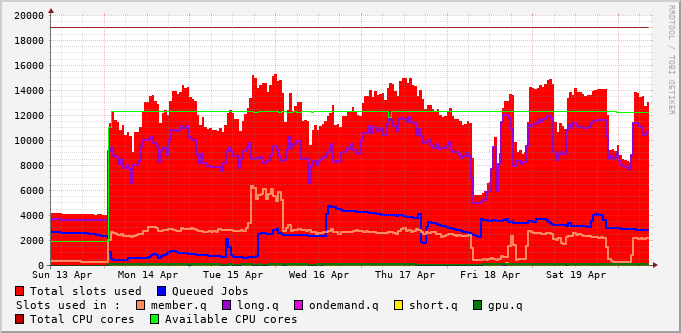 RRDTOOL / TOBI OETIKER
20000
18000
16000
14000
12000
10000
8000
6000
4000
2000
0
Sun 13 Apr Mon 14 Apr Tue 15 Apr Wed 16 Apr Thu 17 Apr Fri 18 Apr Sat 19 Apr
Total slots used Queued Jobs
Slots used in : member.q long.q ondemand.q short.q gpu.q
Total CPU cores Available CPU cores